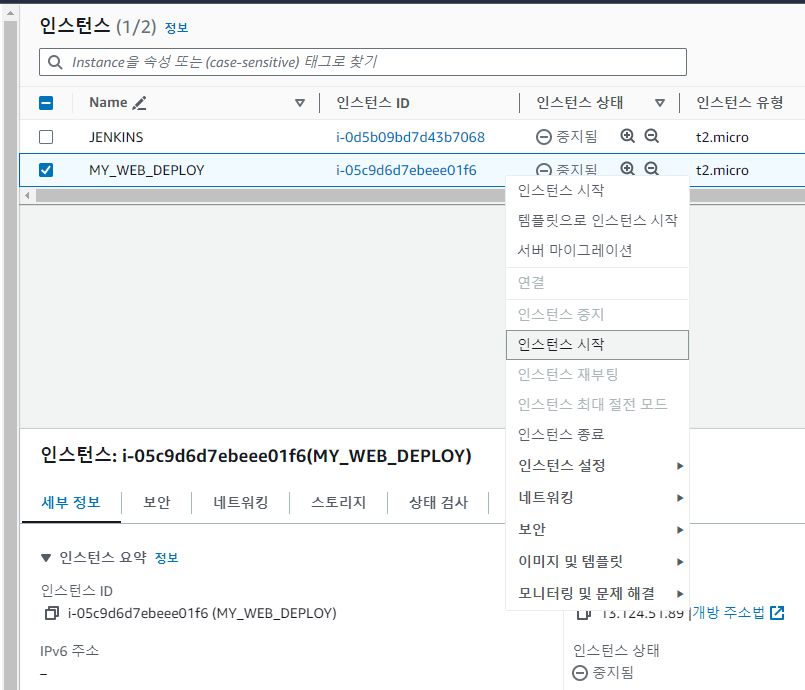 인스턴스 (1/2) 정보
Instance을 속성 또는 (case-sensitive) 태그로 찾기
Name 인스턴스 ID 인스턴스 상태 인스턴스 유형
JENKINS i-0d5b09bd7d43b7068 중지됨 t2.micro
MY_WEB_DEPLOY i-05c9d6d7ebeee01f6 중지됨 t2.micro
인스턴스 시작
템플릿으로 인스턴스 시작
서버 마이그레이션
연결
인스턴스 중지
인스턴스 시작
인스턴스 재부팅
인스턴스 최대 절전 모드
인스턴스 종료
인스턴스 설정
네트워킹
보안
이미지 및 템플릿
모니터링 및 문제 해결
인스턴스: i-05c9d6d7ebeee01f6(MY_WEB_DEPLOY)
세부 정보 보안 네트워킹 스토리지 상태 검사
인스턴스 요약 정보
인스턴스 ID
i-05c9d6d7ebeee01f6 (MY_WEB_DEPLOY)
13.124.51.89 |개방 주소법
IPv6 주소
–
인스턴스 상태
중지됨